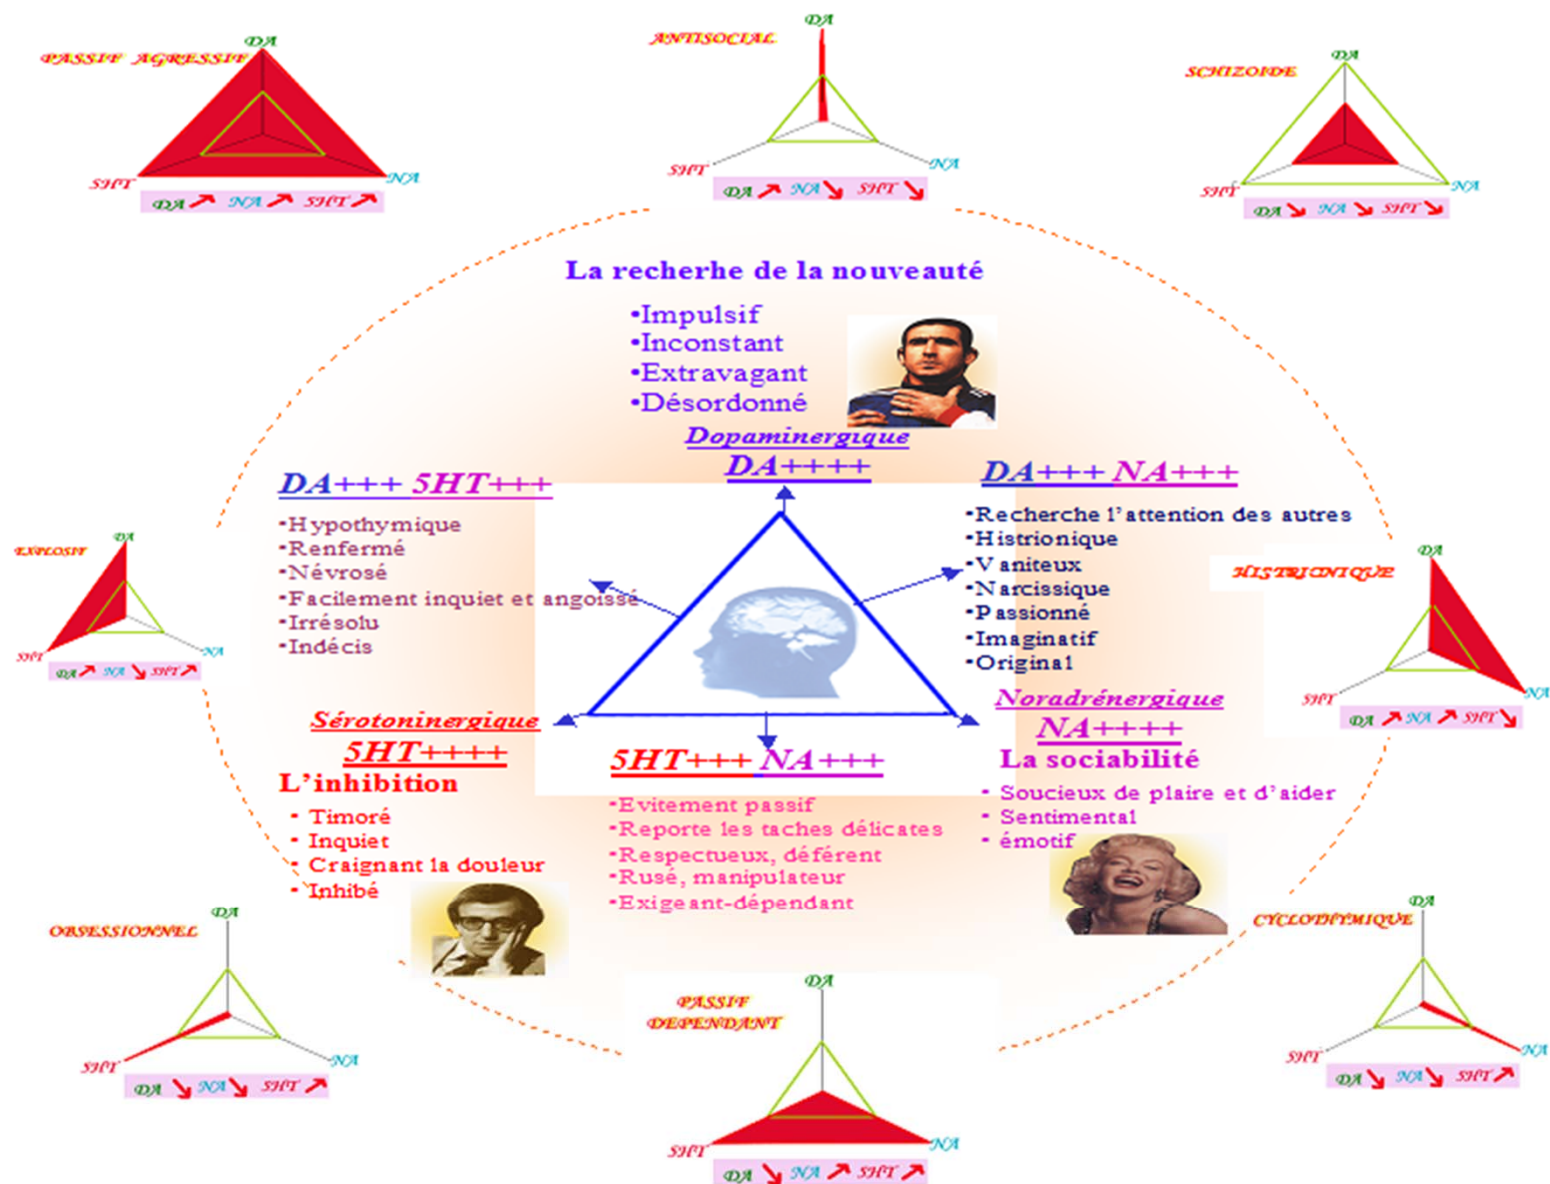 DA
PASSIF AGRESSIF
5HT
NA
DA NA 5HT
DA
ANTISOCIAL
5HT
NA
DA NA 5HT
DA
SCHIZOIDE
5HT
NA
DA NA 5HT
La recherhe de la nouveauté
•Impulsif
•Inconstant
•Extravagant
•Désordonné
Dopaminergique
DA++++
DA+++ 5HT+++
•Hypothymique
•Renfermé
•Névrosé
•Facilement inquiet et angoissé
•Irrésolu
•Indécis
DA+++ NA+++
•Recherche l'attention des autres
•Histrionique
•Vaniteux
•Narcissique
•Passionné
•Imaginatif
•Original
DA
EXPLOSIF
5HT
NA
DA NA 5HT
DA
HISTRIONIQUE
5HT
NA
DA NA 5HT
Sérotoninergique
5HT++++
L'inhibition
• Timoré
• Inquiet
• Craignant la douleur
• Inhibé
5HT+++ NA+++
•Evitement passif
•Reporte les taches délicates
•Respectueux, déférent
•Rusé, manipulateur
•Exigeant-dépendant
Noradrénergique
NA++++
La sociabilité
• Soucieux de plaire et d'aider
• Sentimental
• émotif
DA
OBSESSIONNEL
5HT
NA
DA NA 5HT
DA
PASSIF
DEPENDANT
5HT
NA
DA NA 5HT
DA
CYCLOTHYMIQUE
5HT
NA
DA NA 5HT